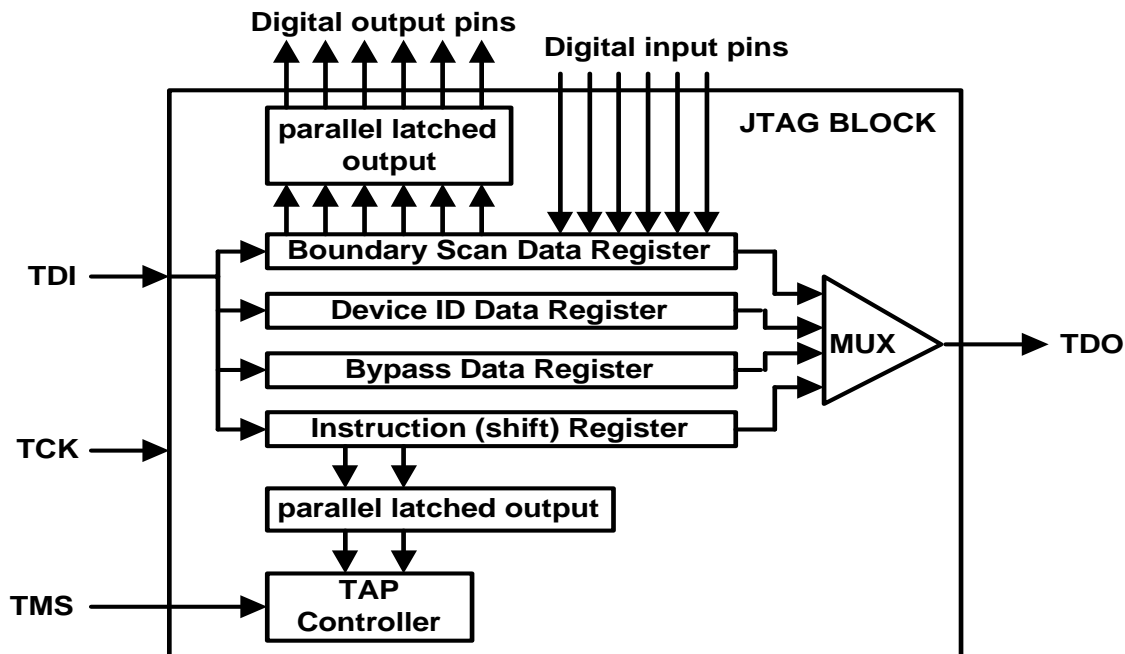 Digital output pins
Digital input pins
JTAG BLOCK
parallel latched
output
Boundary Scan Data Register
TDI
Device ID Data Register
MUX
TDO
Bypass Data Register
Instruction (shift) Register
TCK
parallel latched output
TAP
Controller
TMS